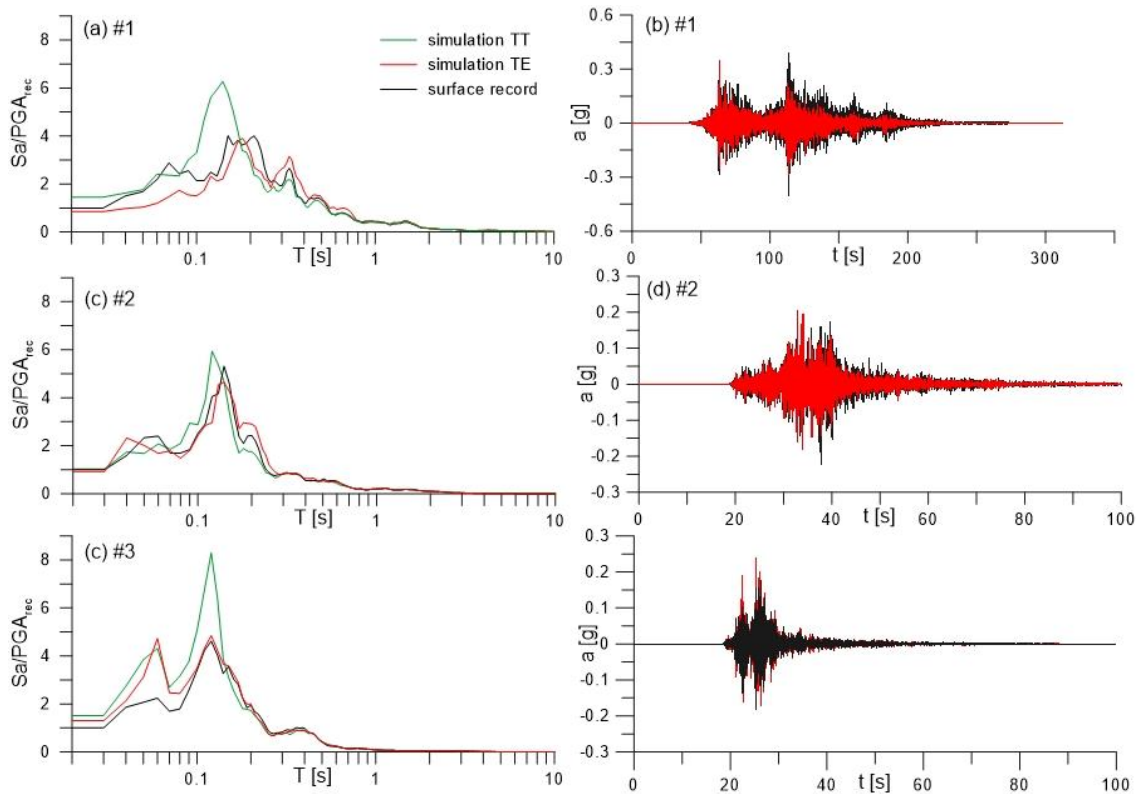 (a) #1
simulation TT
simulation TE
surface record
8
6
4
2
0
Sa/PGArec
0.1
1
10
T [s]
(b) #1
0.6
0.3
0
-0.3
-0.6
a [g]
100
200
300
t [s]
(c) #2
8
6
4
2
0
Sa/PGArec
0.1
1
10
T [s]
(d) #2
0.3
0.2
0.1
0
-0.1
-0.2
-0.3
a [g]
0
20
40
60
80
100
t [s]
(c) #3
8
6
4
2
0
Sa/PGArec
0.1
1
10
T [s]
0.3
0.2
0.1
0
-0.1
-0.2
-0.3
a [g]
0
20
40
60
80
100
t [s]